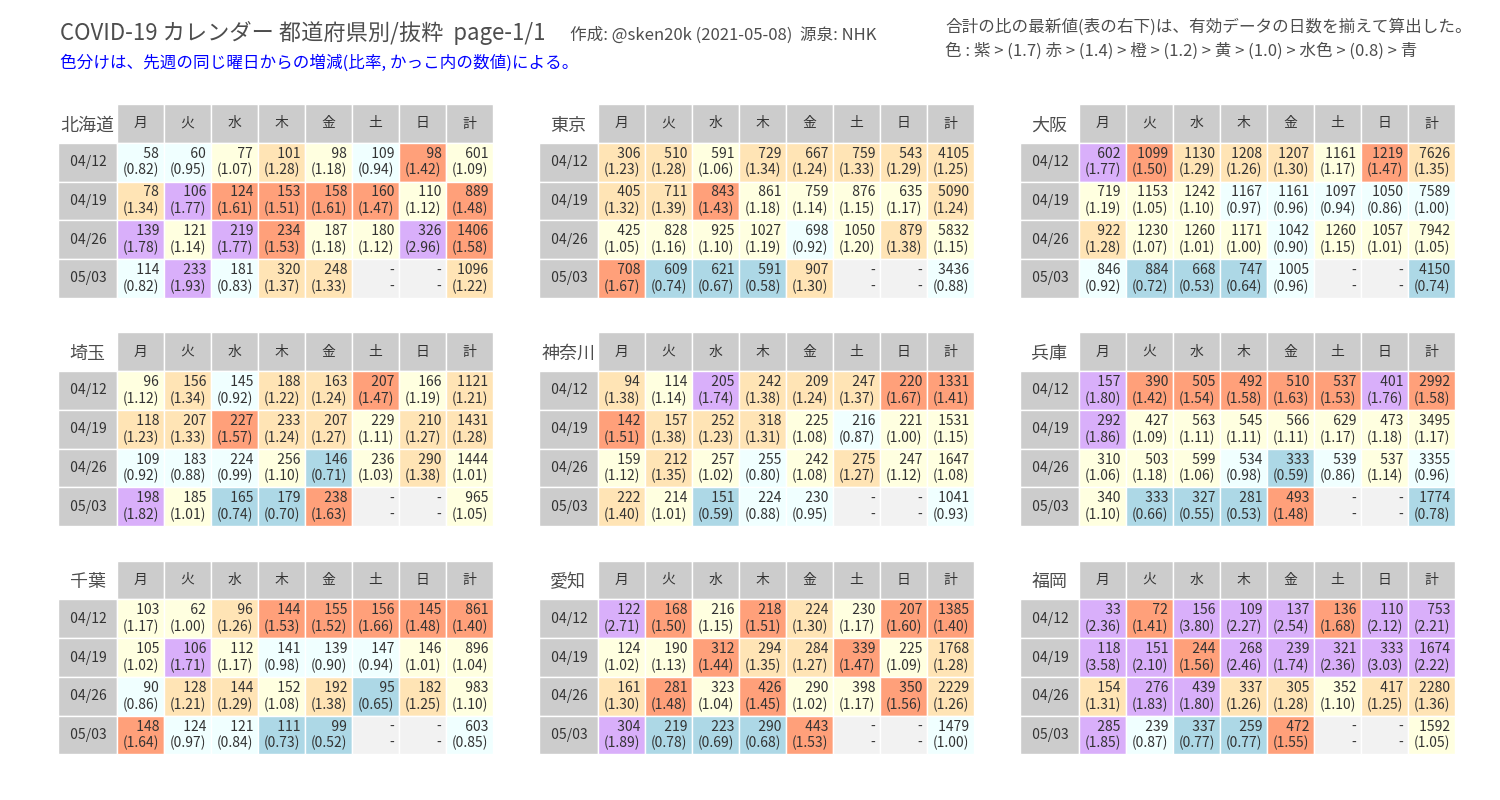 COVID-19 カレンダー 都道府県別/抜粋 page-1/1 作成: @sken20k (2021-05-08) 源泉: NHK
色分けは、先週の同じ曜日からの増減(比率, かっこ内の数値)による。
合計の比の最新値(表の右下)は、有効データの日数を揃えて算出した。
色 : 紫 > (1.7) 赤 > (1.4) > 橙 > (1.2) > 黄 > (1.0) > 水色 > (0.8) > 青
北海道 月 火 水 木 金 土 日 計
04/12 58 60 77 101 98 109 98 601
(0.82) (0.95) (1.07) (1.28) (1.18) (0.94) (1.42) (1.09)
04/19 78 106 124 153 158 160 110 889
(1.34) (1.77) (1.61) (1.51) (1.61) (1.47) (1.12) (1.48)
04/26 139 121 219 234 187 180 326 1406
(1.78) (1.14) (1.77) (1.53) (1.18) (1.12) (2.96) (1.58)
05/03 114 233 181 320 248 - - 1096
(0.82) (1.93) (0.83) (1.37) (1.33) - - (1.22)
東京 月 火 水 木 金 土 日 計
04/12 306 510 591 729 667 759 543 4105
(1.23) (1.28) (1.06) (1.34) (1.24) (1.33) (1.29) (1.25)
04/19 405 711 843 861 759 876 635 5090
(1.32) (1.39) (1.43) (1.18) (1.14) (1.15) (1.17) (1.24)
04/26 425 828 925 1027 698 1050 879 5832
(1.05) (1.16) (1.10) (1.19) (0.92) (1.20) (1.38) (1.15)
05/03 708 609 621 591 907 - - 3436
(1.67) (0.74) (0.67) (0.58) (1.30) - - (0.88)
大阪 月 火 水 木 金 土 日 計
04/12 602 1099 1130 1208 1207 1161 1219 7626
(1.77) (1.50) (1.29) (1.26) (1.30) (1.17) (1.47) (1.35)
04/19 719 1153 1242 1167 1161 1097 1050 7589
(1.19) (1.05) (1.10) (0.97) (0.96) (0.94) (0.86) (1.00)
04/26 922 1230 1260 1171 1042 1260 1057 7942
(1.28) (1.07) (1.01) (1.00) (0.90) (1.15) (1.01) (1.05)
05/03 846 884 668 747 1005 - - 4150
(0.92) (0.72) (0.53) (0.64) (0.96) - - (0.74)
埼玉 月 火 水 木 金 土 日 計
04/12 96 156 145 188 163 207 166 1121
(1.12) (1.34) (0.92) (1.22) (1.24) (1.47) (1.19) (1.21)
04/19 118 207 227 233 207 229 210 1431
(1.23) (1.33) (1.57) (1.24) (1.27) (1.11) (1.27) (1.28)
04/26 109 183 224 256 146 236 290 1444
(0.92) (0.88) (0.99) (1.10) (0.71) (1.03) (1.38) (1.01)
05/03 198 185 165 179 238 - - 965
(1.82) (1.01) (0.74) (0.70) (1.63) - - (1.05)
神奈川 月 火 水 木 金 土 日 計
04/12 94 114 205 242 209 247 220 1331
(1.38) (1.14) (1.74) (1.38) (1.24) (1.37) (1.67) (1.41)
04/19 142 157 252 318 225 216 221 1531
(1.51) (1.38) (1.23) (1.31) (1.08) (0.87) (1.00) (1.15)
04/26 159 212 257 255 242 275 247 1647
(1.12) (1.35) (1.02) (0.80) (1.08) (1.27) (1.12) (1.08)
05/03 222 214 151 224 230 - - 1041
(1.40) (1.01) (0.59) (0.88) (0.95) - - (0.93)
兵庫 月 火 水 木 金 土 日 計
04/12 157 390 505 492 510 537 401 2992
(1.80) (1.42) (1.54) (1.58) (1.63) (1.53) (1.76) (1.58)
04/19 292 427 563 545 566 629 473 3495
(1.86) (1.09) (1.11) (1.11) (1.11) (1.17) (1.18) (1.17)
04/26 310 503 599 534 333 539 537 3355
(1.06) (1.18) (1.06) (0.98) (0.59) (0.86) (1.14) (0.96)
05/03 340 333 327 281 493 - - 1774
(1.10) (0.66) (0.55) (0.53) (1.48) - - (0.78)
千葉 月 火 水 木 金 土 日 計
04/12 103 62 96 144 155 156 145 861
(1.17) (1.00) (1.26) (1.53) (1.52) (1.66) (1.48) (1.40)
04/19 105 106 112 141 139 147 146 896
(1.02) (1.71) (1.17) (0.98) (0.90) (0.94) (1.01) (1.04)
04/26 90 128 144 152 192 95 182 983
(0.86) (1.21) (1.29) (1.08) (1.38) (0.65) (1.25) (1.10)
05/03 148 124 121 111 99 - - 603
(1.64) (0.97) (0.84) (0.73) (0.52) - - (0.85)
愛知 月 火 水 木 金 土 日 計
04/12 122 168 216 218 224 230 207 1385
(2.71) (1.50) (1.15) (1.51) (1.30) (1.17) (1.60) (1.40)
04/19 124 190 312 294 284 339 225 1768
(1.02) (1.13) (1.44) (1.35) (1.27) (1.47) (1.09) (1.28)
04/26 161 281 323 426 290 398 350 2229
(1.30) (1.48) (1.04) (1.45) (1.02) (1.17) (1.56) (1.26)
05/03 304 219 223 290 443 - - 1479
(1.89) (0.78) (0.69) (0.68) (1.53) - - (1.00)
福岡 月 火 水 木 金 土 日 計
04/12 33 72 156 109 137 136 110 753
(2.36) (1.41) (3.80) (2.27) (2.54) (1.68) (2.12) (2.21)
04/19 118 151 244 268 239 321 333 1674
(3.58) (2.10) (1.56) (2.46) (1.74) (2.36) (3.03) (2.22)
04/26 154 276 439 337 305 352 417 2280
(1.31) (1.83) (1.80) (1.26) (1.28) (1.10) (1.25) (1.36)
05/03 285 239 337 259 472 - - 1592
(1.85) (0.87) (0.77) (0.77) (1.55) - - (1.05)